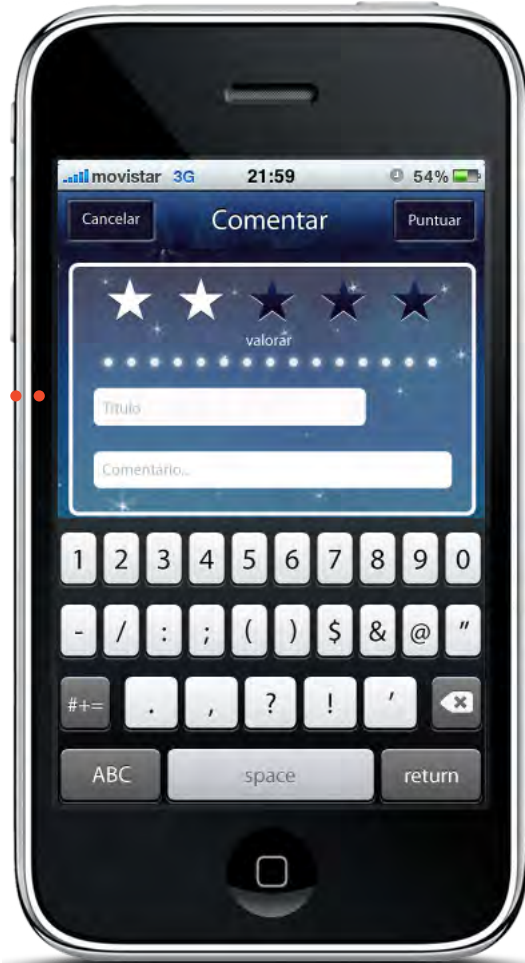 movistar 3G 21:59 54%
Cancelar Comentar Puntuar
valorar
Titulo
Comentario...
1 2 3 4 5 6 7 8 9 0
- / : ; ( ) $ & @ "
#+= . , ? ! '
ABC space return